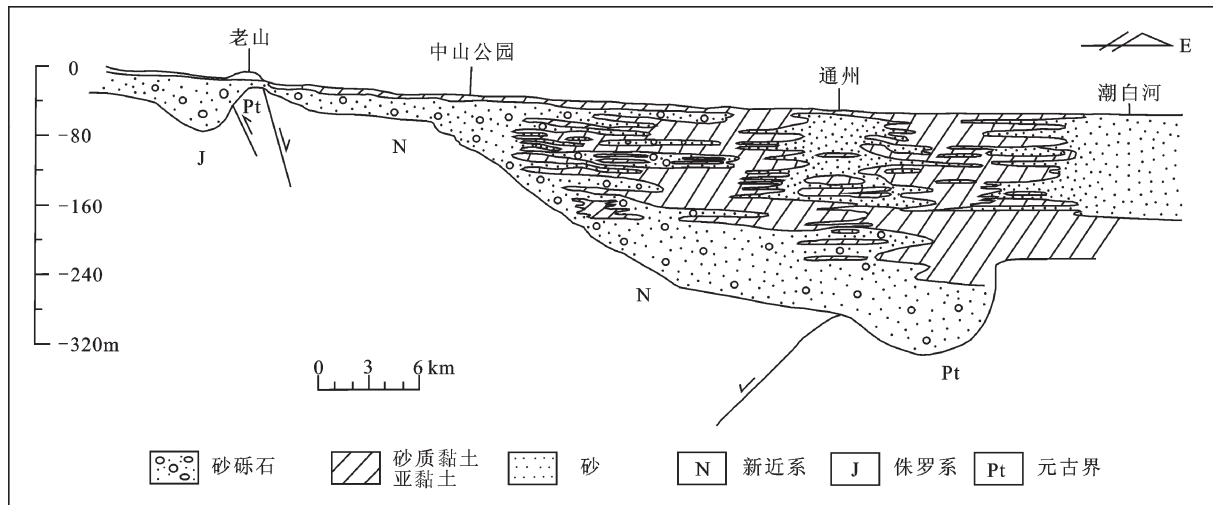 老山
中山公园
通州
潮白河
E
0
-80
-160
-240
-320m
Pt
J
N
N
Pt
0 3 6 km
砂砾石
砂质黏土
亚黏土
砂
N 新近系
J 侏罗系
Pt 元古界